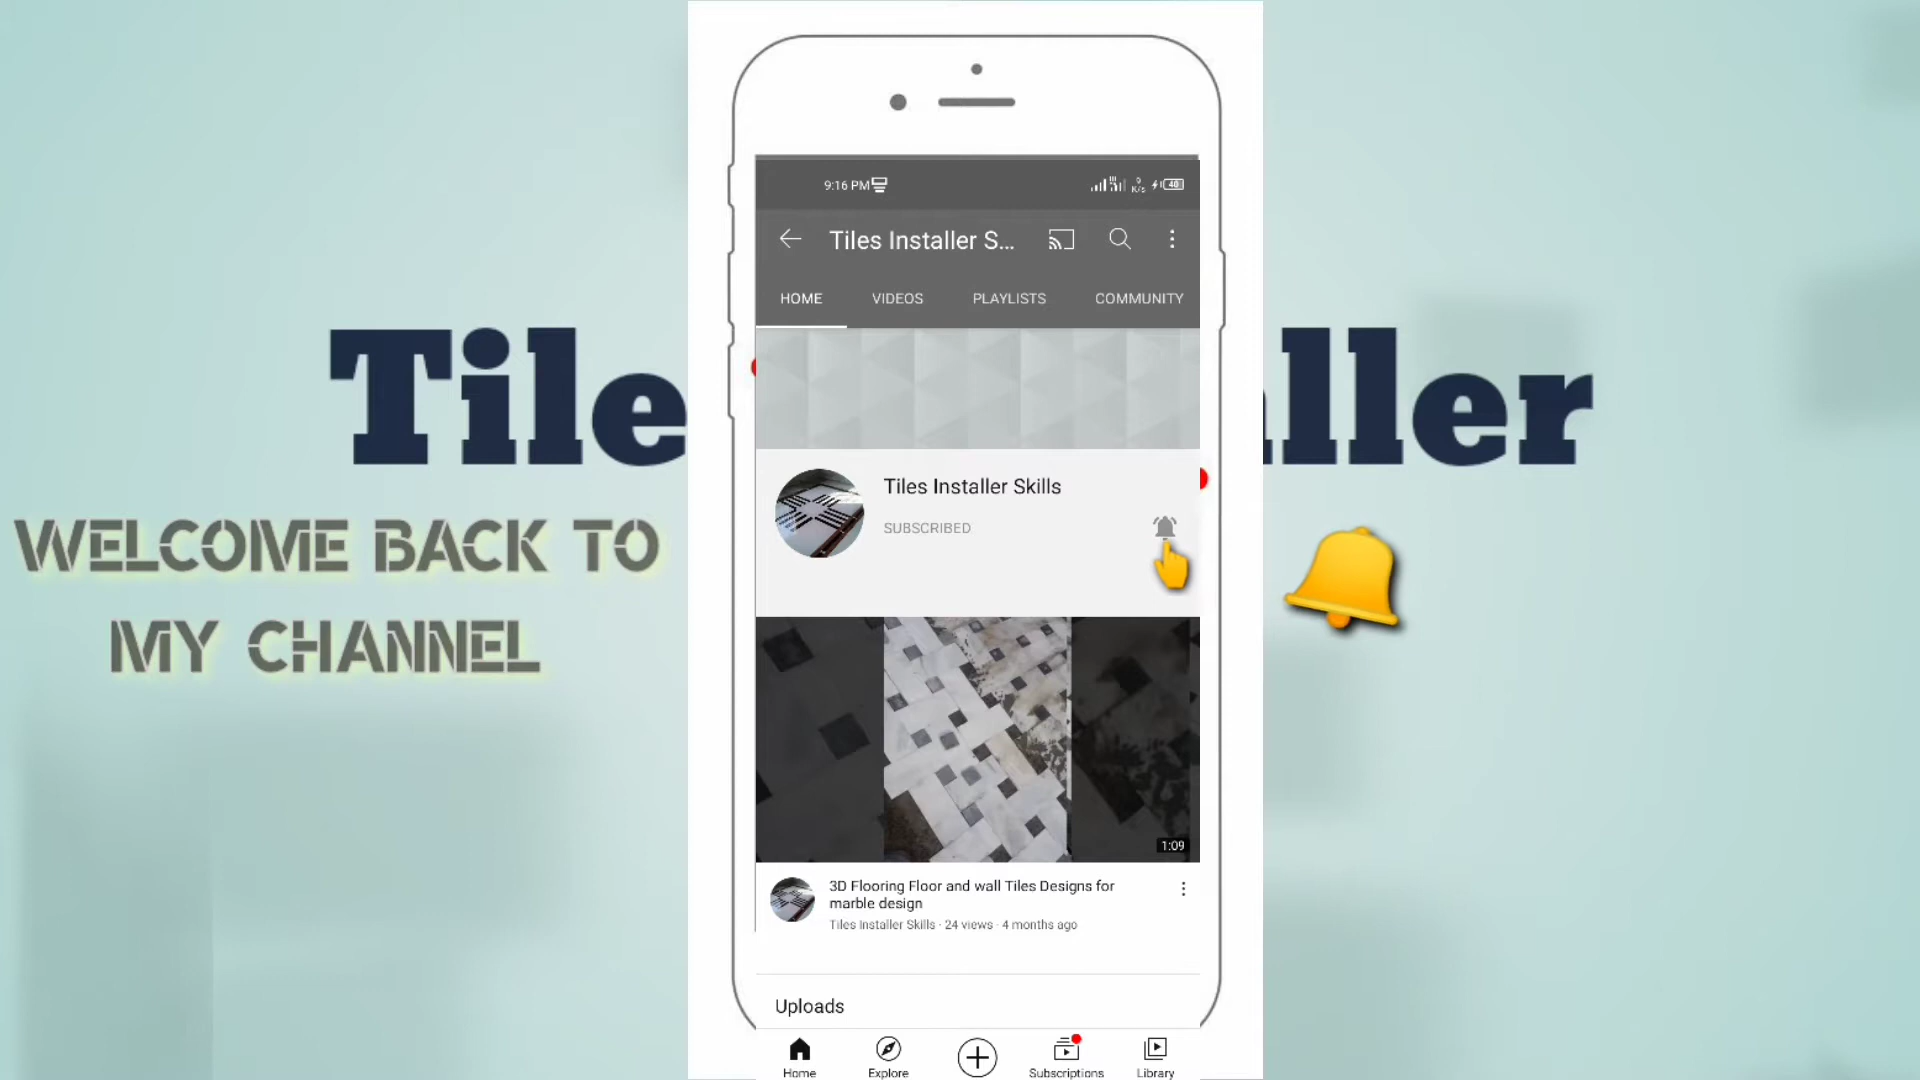 9:16 PM
K/s
40
Tiles Installer S...
HOME VIDEOS PLAYLISTS COMMUNITY
Tile ller
Tiles Installer Skills
SUBSCRIBED
WELCOME BACK TO
MY CHANNEL
1:09
3D Flooring Floor and wall Tiles Designs for
marble design
Tiles Installer Skills · 24 views · 4 months ago
Uploads
Home Explore Subscriptions Library